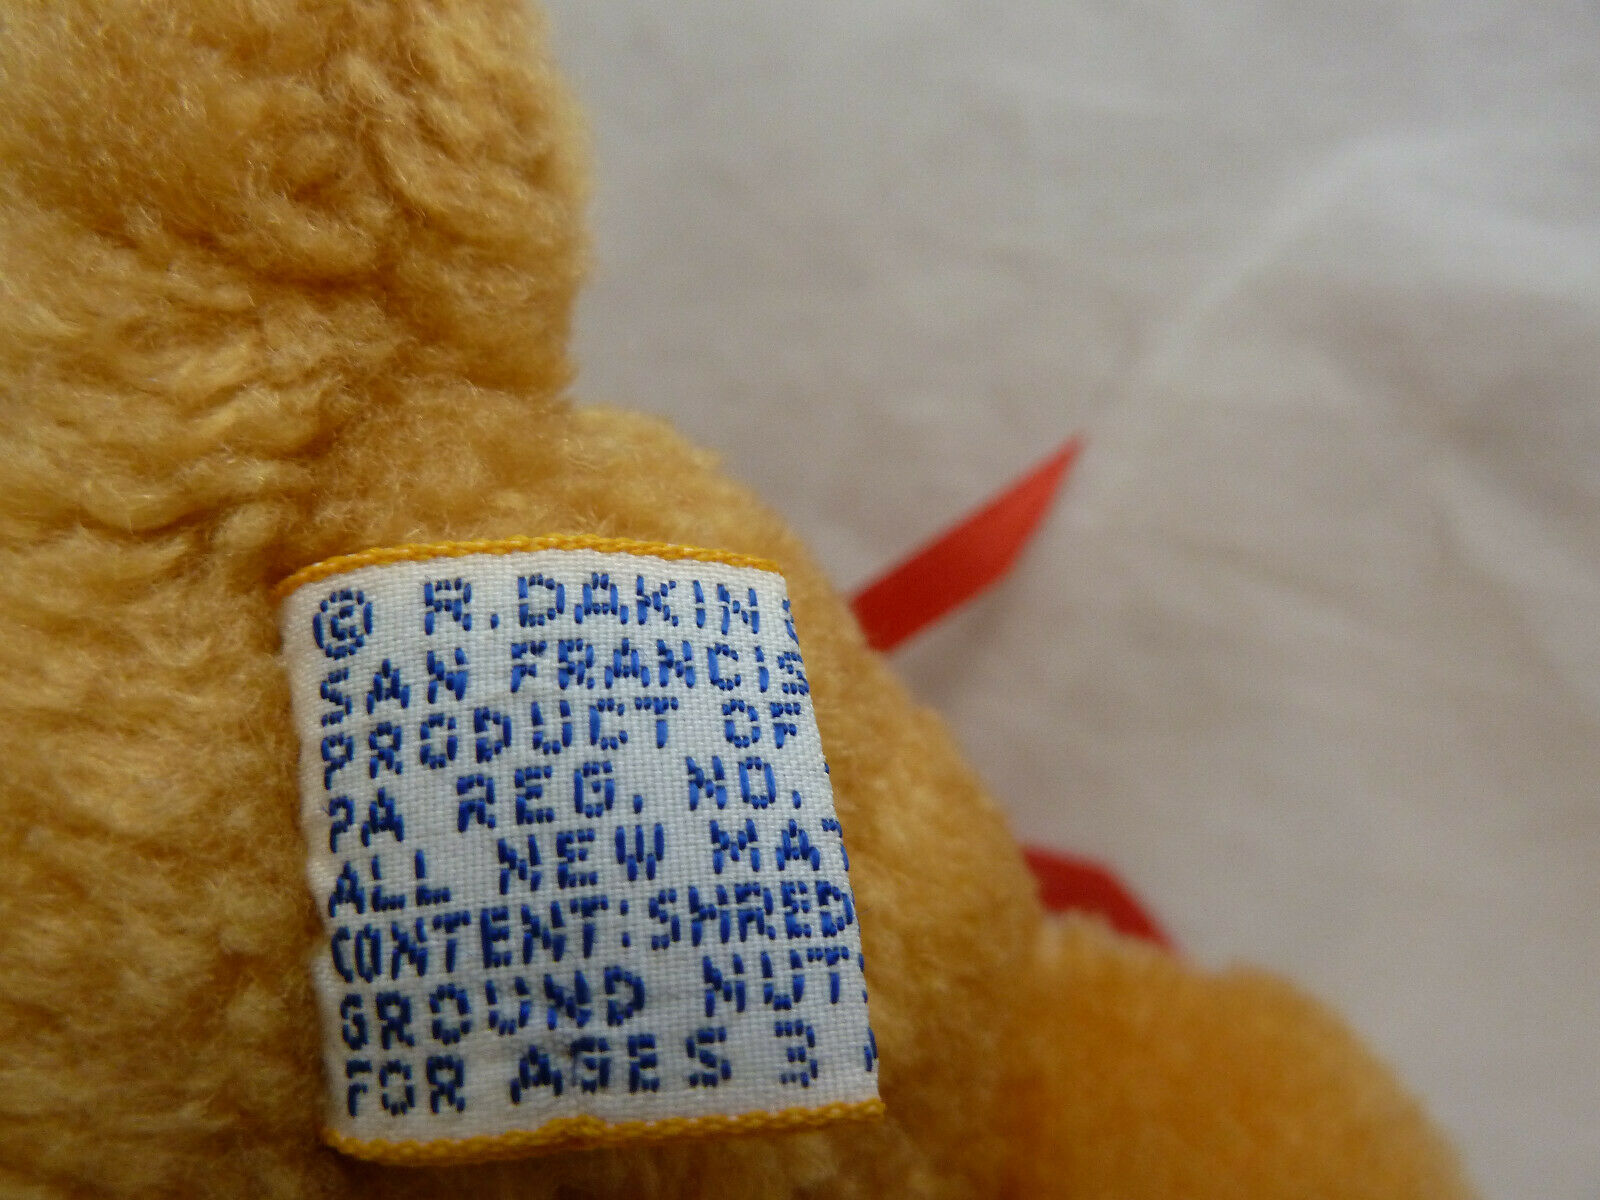 © R. DAKIN &
SAN FRANCIS
PRODUCT OF
PA REG. NO.
ALL NEW MAT
CONTENT: SHRED
GROUND NUT
FOR AGES 3